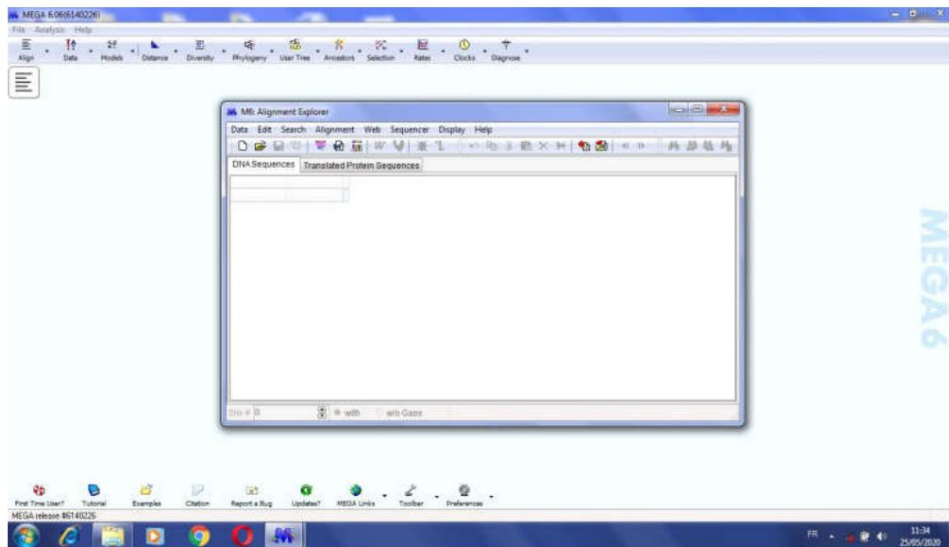 MEGA 6.06(6140226)
File Analysis Help
Align Data Models Distance Diversity Phylogeny User Tree Ancestors Selection Rates Clocks Diagnose
M6: Alignment Explorer
Data Edit Search Alignment Web Sequencer Display Help
DNA Sequences Translated Protein Sequences
MEGA6
Site # 0 with w/o Gaps
First Time User? Tutorial Examples Citation Report a Bug Updates? MEGA Links Toolbar Preferences
MEGA release #6140226
FR 11:34
25/05/2020